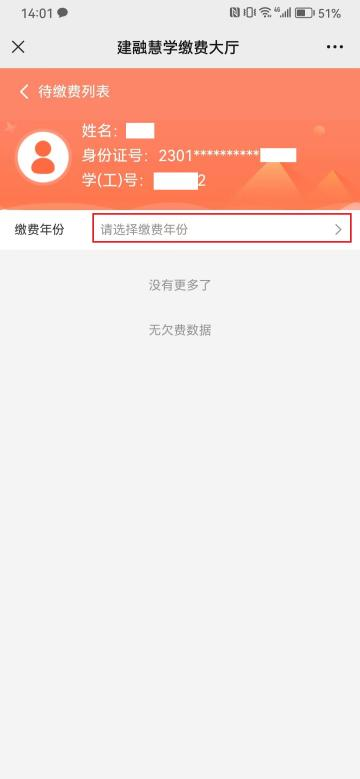 14:01 51%
建融慧学缴费大厅
待缴费列表
姓名:
身份证号: 2301**********
学(工)号: 2
缴费年份 请选择缴费年份
没有更多了
无欠费数据